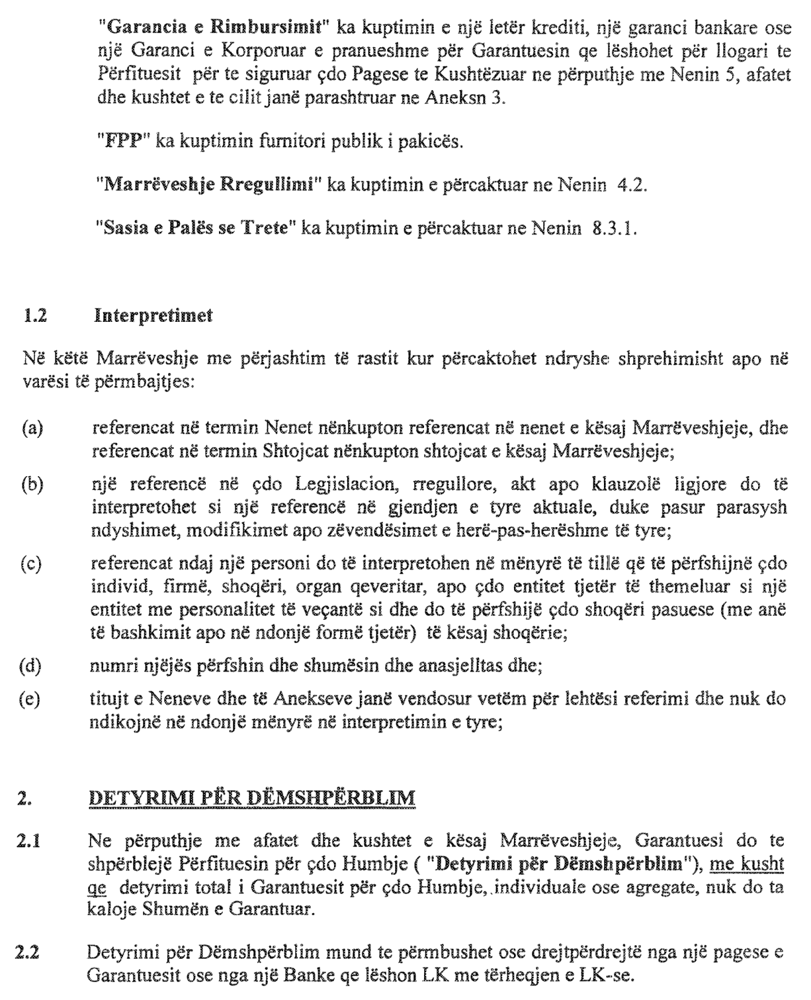 "Garancia e Rimbursimit" ka kuptimin e një letër krediti, një garanci bankare ose
një Garanci e Korporuar e pranueshme për Garantuesin qe lëshohet për llogari te
Përfituesit për te siguruar çdo Pagese te Kushtëzuar ne përputhje me Nenin 5, afatet
dhe kushtet e te cilit janë parashtruar ne Aneksn 3.
"FPP" ka kuptimin furnitori publik i pakicës.
"Marrëveshje Rregullimi" ka kuptimin e përcaktuar ne Nenin 4.2.
"Sasia e Palës se Trete" ka kuptimin e përcaktuar ne Nenin 8.3.1.
1.2 Interpretimet
Në këtë Marrëveshje me përjashtim të rastit kur përcaktohet ndryshe shprehimisht apo në
varësi të përmbajtjes:
(a) referencat në termin Nenet nënkupton referencat në nenet e kësaj Marrëveshjeje, dhe
referencat në termin Shtojcat nënkupton shtojcat e kësaj Marrëveshjeje;
(b) një referencë në çdo Legjislacion, rregullore, akt apo klauzolë ligjore do të
interpretohet si një referencë në gjendjen e tyre aktuale, duke pasur parasysh
ndyshimet, modifikimet apo zëvendësimet e herë-pas-herëshme të tyre;
(c) referencat ndaj një personi do të interpretohen në mënyrë të tillë që të përfshijnë çdo
individ, firmë, shoqëri, organ qeveritar, apo çdo entitet tjetër të themeluar si një
entitet me personalitet të veçantë si dhe do të përfshijë çdo shoqëri pasuese (me anë
të bashkimit apo në ndonjë formë tjetër) të kësaj shoqërie;
(d) numri njëjës përfshin dhe shumësin dhe anasjelltas dhe;
(e) titujt e Neneve dhe të Anekseve janë vendosur vetëm për lehtësi referimi dhe nuk do
ndikojnë në ndonjë mënyrë në interpretimin e tyre;
2. DETYRIMI PËR DËMSHPËRBLIM
2.1 Ne përputhje me afatet dhe kushtet e kësaj Marrëveshjeje, Garantuesi do te
shpërblejë Përfituesin për çdo Humbje ( "Detyrimi për Dëmshpërblim"), me kusht
qe detyrimi total i Garantuesit për çdo Humbje, individuale ose agregate, nuk do ta
kaloje Shumën e Garantuar.
2.2 Detyrimi për Dëmshpërblim mund te përmbushet ose drejtpërdrejtë nga një pagese e
Garantuesit ose nga një Banke qe lëshon LK me tërheqjen e LK-se.